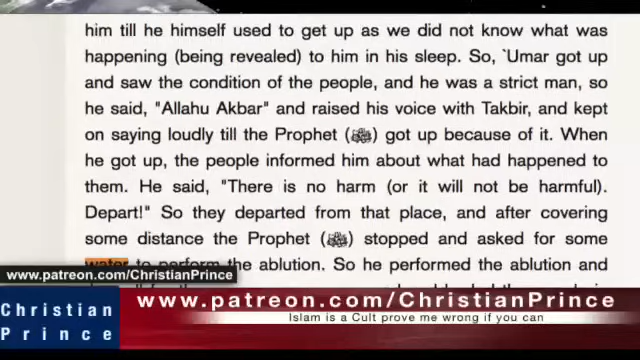 him till he himself used to get up as we did not know what was
happening (being revealed) to him in his sleep. So, `Umar got up
and saw the condition of the people, and he was a strict man, so
he said, "Allahu Akbar" and raised his voice with Takbir, and kept
on saying loudly till the Prophet (ﷺ) got up because of it. When
he got up, the people informed him about what had happened to
them. He said, "There is no harm (or it will not be harmful).
Depart!" So they departed from that place, and after covering
some distance the Prophet (ﷺ) stopped and asked for some
water to perform the ablution. So he performed the ablution and
www.patreon.com/ChristianPrince
Christian
Prince
www.patreon.com/ChristianPrince
Islam is a Cult prove me wrong if you can